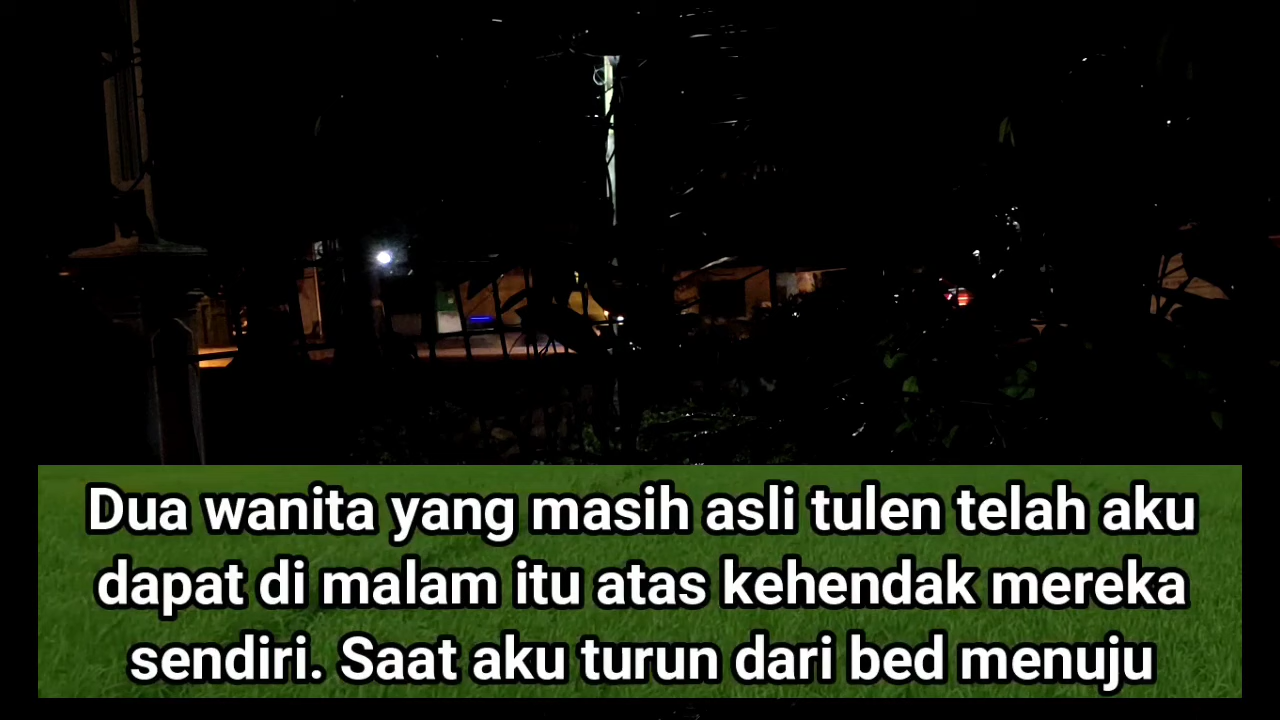 Dua wanita yang masih asli tulen telah aku
dapat di malam itu atas kehendak mereka
sendiri. Saat aku turun dari bed menuju